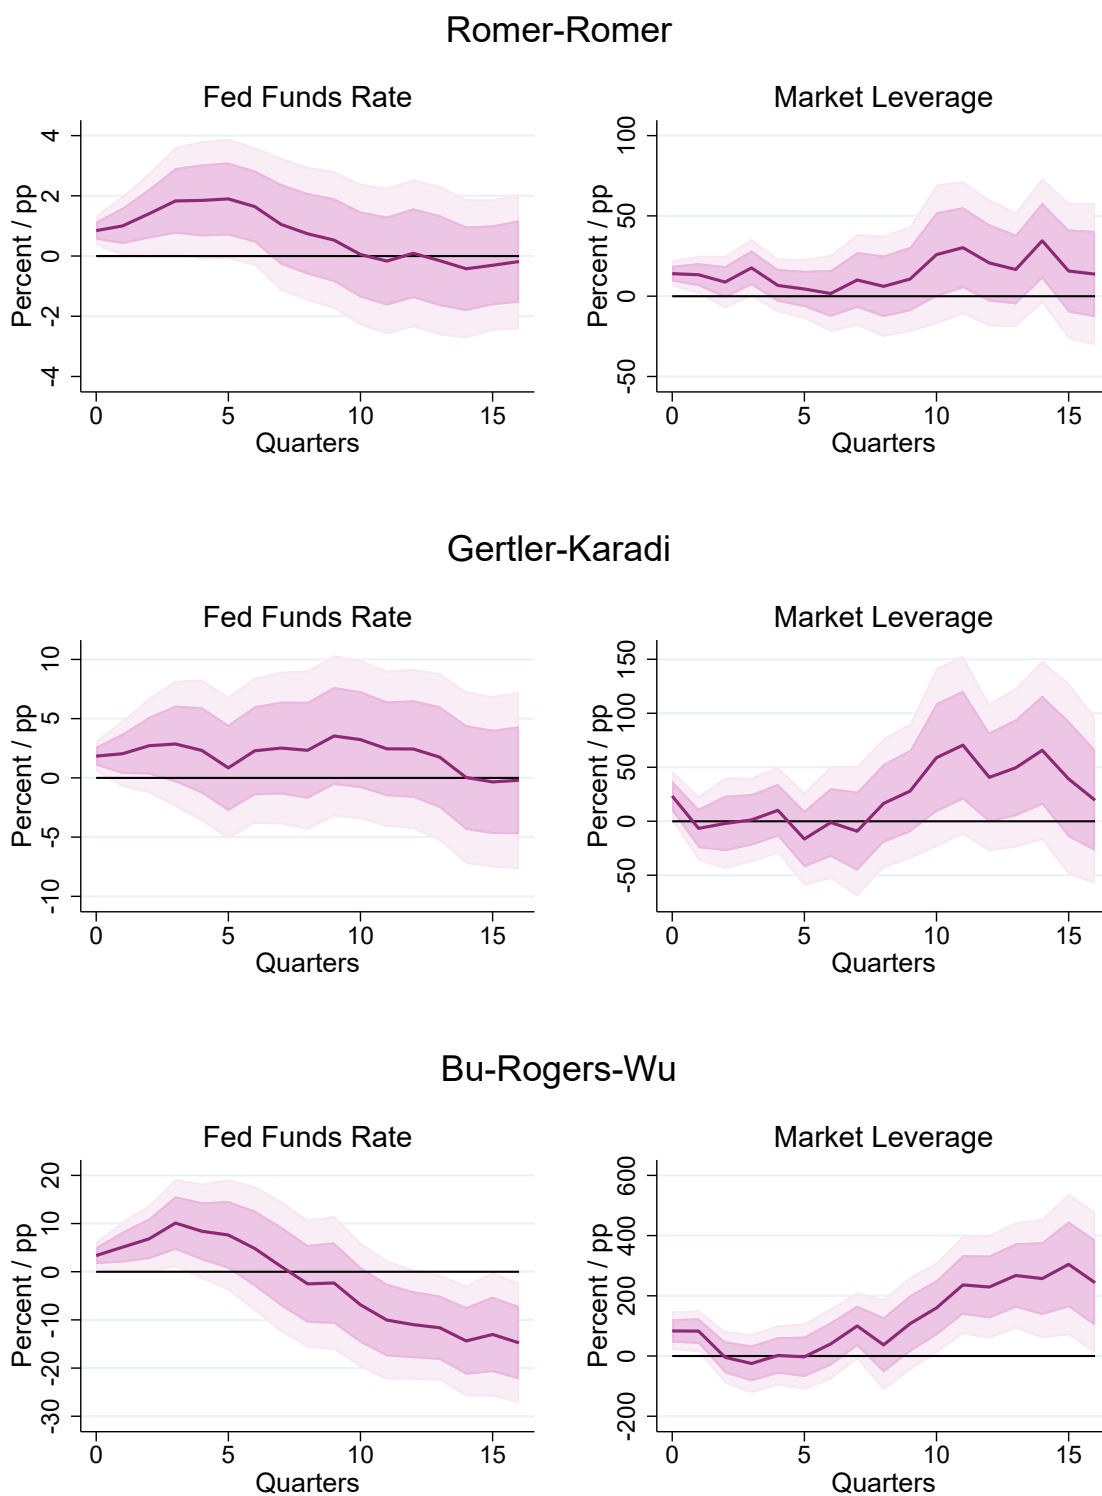 Romer-Romer
Fed Funds Rate
Percent / pp
4
2
0
-2
-4
0 5 10 15
Quarters
Market Leverage
Percent / pp
100
50
0
-50
0 5 10 15
Quarters
Gertler-Karadi
Fed Funds Rate
Percent / pp
10
5
0
-5
-10
0 5 10 15
Quarters
Market Leverage
Percent / pp
150
100
50
0
-50
0 5 10 15
Quarters
Bu-Rogers-Wu
Fed Funds Rate
Percent / pp
20
10
0
-10
-20
-30
0 5 10 15
Quarters
Market Leverage
Percent / pp
600
400
200
0
-200
0 5 10 15
Quarters